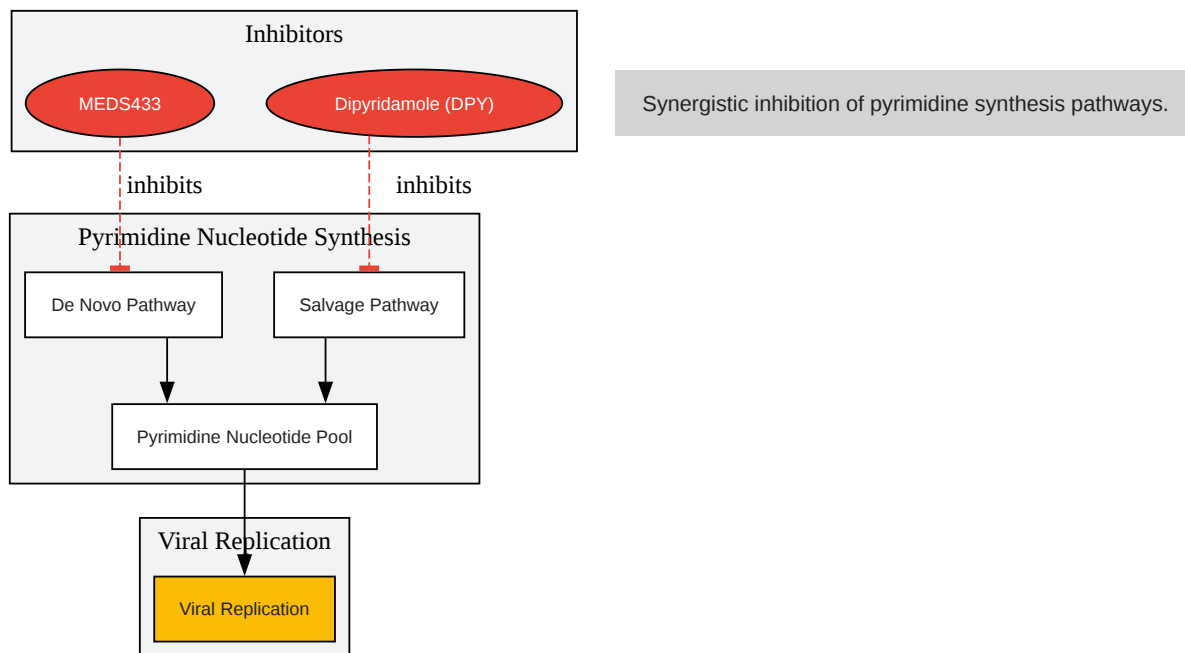 Inhibitors
MEDS433
Dipyridamole (DPY)
Synergistic inhibition of pyrimidine synthesis pathways.
inhibits
inhibits
Pyrimidine Nucleotide Synthesis
De Novo Pathway
Salvage Pathway
Pyrimidine Nucleotide Pool
Viral Replication
Viral Replication